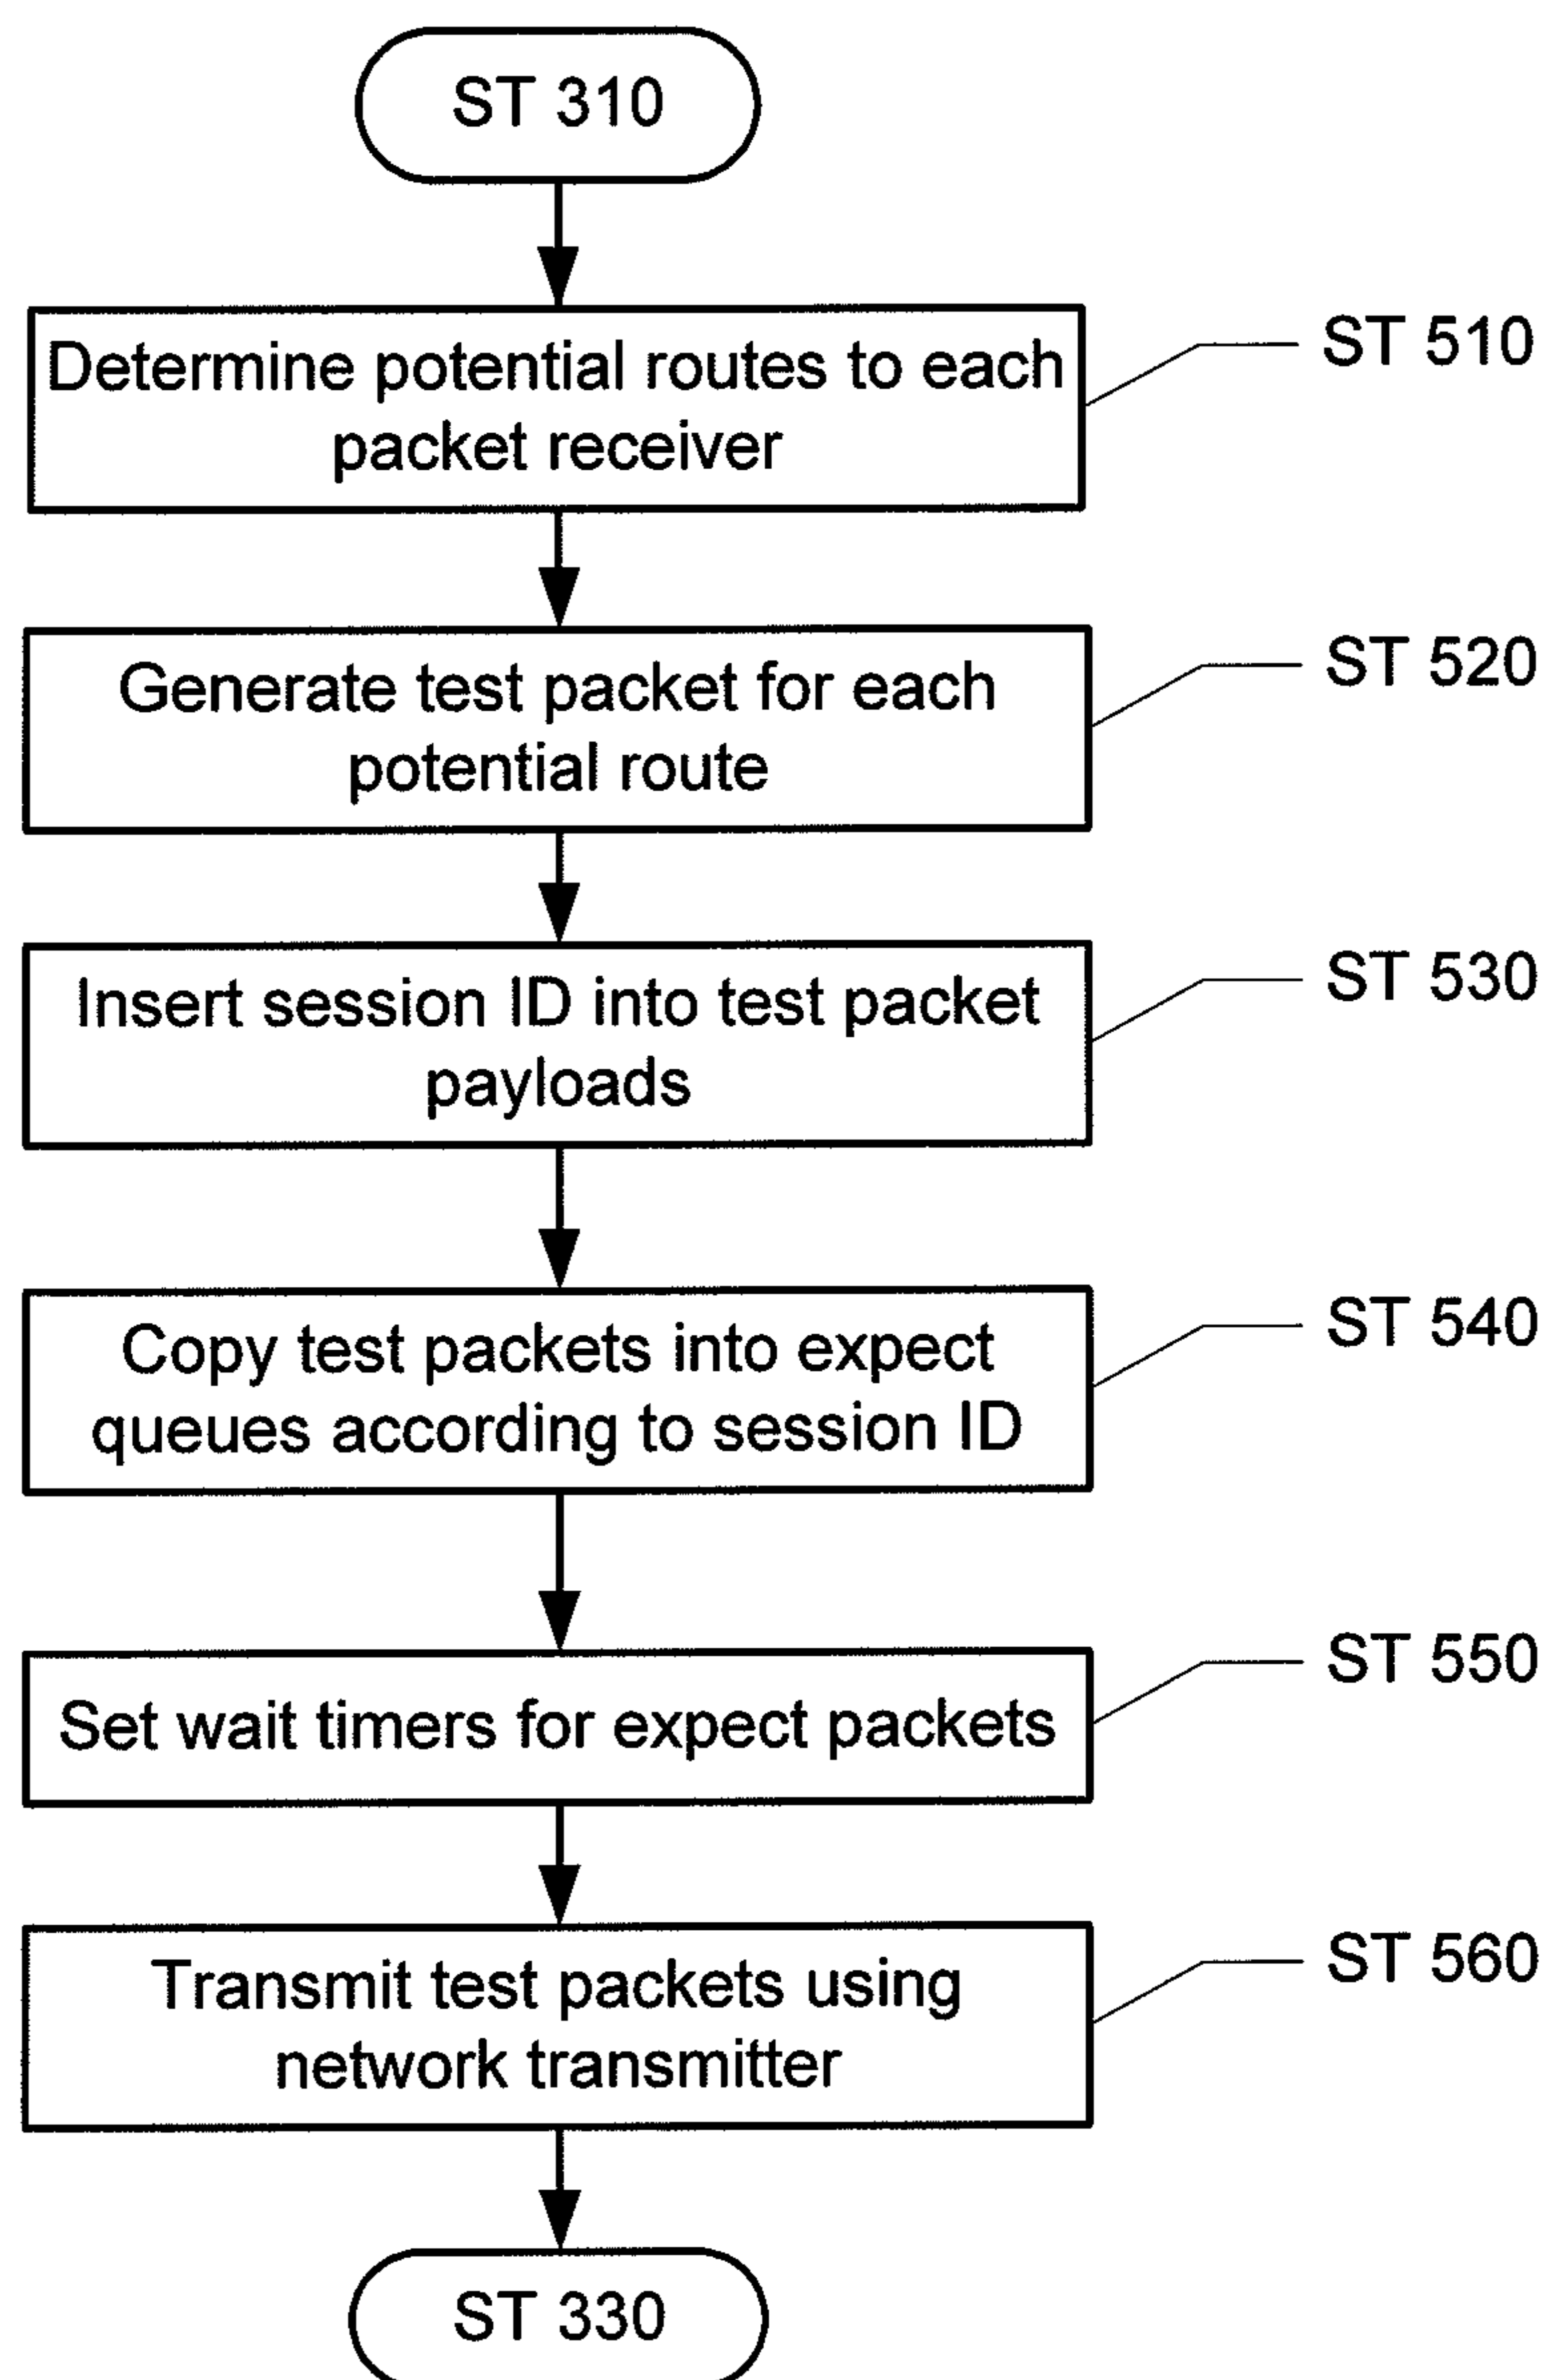 ST 310
Determine potential routes to each
packet receiver
ST 510
Generate test packet for each
potential route
ST 520
Insert session ID into test packet
payloads
ST 530
Copy test packets into expect
queues according to session ID
ST 540
Set wait timers for expect packets
ST 550
Transmit test packets using
network transmitter
ST 560
ST 330